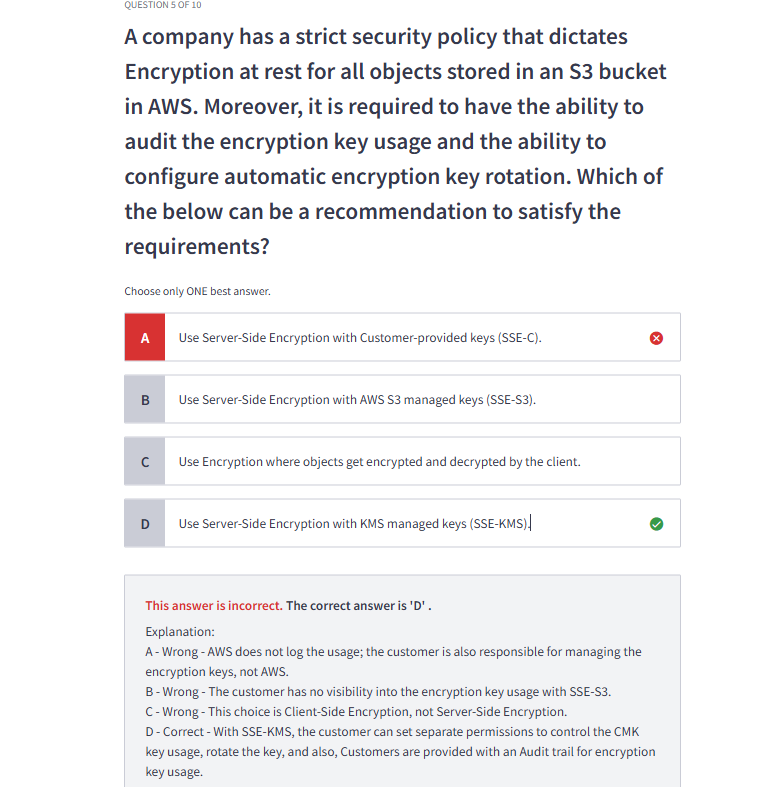 QUESTION 5 OF 10
A company has a strict security policy that dictates
Encryption at rest for all objects stored in an S3 bucket
in AWS. Moreover, it is required to have the ability to
audit the encryption key usage and the ability to
configure automatic encryption key rotation. Which of
the below can be a recommendation to satisfy the
requirements?
Choose only ONE best answer.
A Use Server-Side Encryption with Customer-provided keys (SSE-C).
B Use Server-Side Encryption with AWS S3 managed keys (SSE-S3).
C Use Encryption where objects get encrypted and decrypted by the client.
D Use Server-Side Encryption with KMS managed keys (SSE-KMS).
This answer is incorrect. The correct answer is 'D' .
Explanation:
A - Wrong - AWS does not log the usage; the customer is also responsible for managing the
encryption keys, not AWS.
B - Wrong - The customer has no visibility into the encryption key usage with SSE-S3.
C - Wrong - This choice is Client-Side Encryption, not Server-Side Encryption.
D - Correct - With SSE-KMS, the customer can set separate permissions to control the CMK
key usage, rotate the key, and also, Customers are provided with an Audit trail for encryption
key usage.